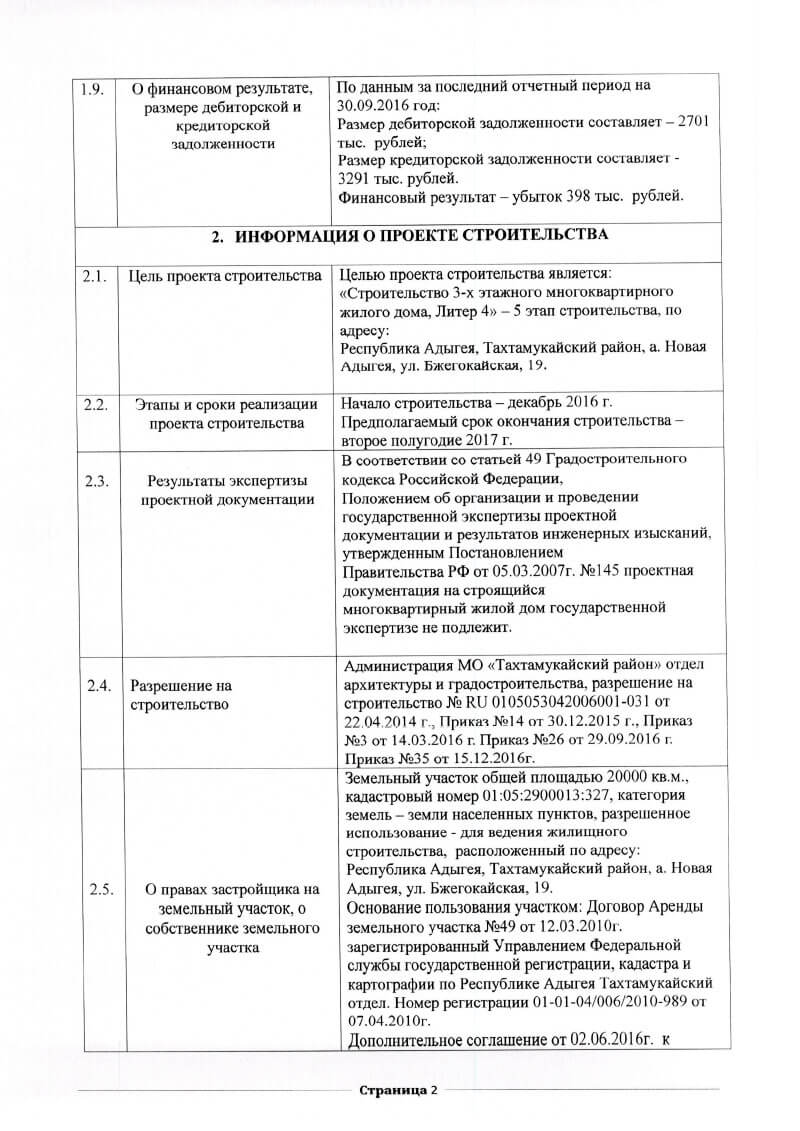 1.9.
О финансовом результате,
размере дебиторской и
кредиторской
задолженности
По данным за последний отчетный период на
30.09.2016 год:
Размер дебиторской задолженности составляет – 2701
тыс. рублей;
Размер кредиторской задолженности составляет -
3291 тыс. рублей.
Финансовый результат – убыток 398 тыс. рублей.
2. ИНФОРМАЦИЯ О ПРОЕКТЕ СТРОИТЕЛЬСТВА
2.1.
Цель проекта строительства
Целью проекта строительства является:
«Строительство 3-х этажного многоквартирного
жилого дома, Литер 4» – 5 этап строительства, по
адресу:
Республика Адыгея, Тахтамукайский район, а. Новая
Адыгея, ул. Бжегокайская, 19.
2.2.
Этапы и сроки реализации
проекта строительства
Начало строительства – декабрь 2016 г.
Предполагаемый срок окончания строительства –
второе полугодие 2017 г.
2.3.
Результаты экспертизы
проектной документации
В соответствии со статьей 49 Градостроительного
кодекса Российской Федерации,
Положением об организации и проведении
государственной экспертизы проектной
документации и результатов инженерных изысканий,
утвержденным Постановлением
Правительства РФ от 05.03.2007г. №145 проектная
документация на строящийся
многоквартирный жилой дом государственной
экспертизе не подлежит.
2.4.
Разрешение на
строительство
Администрация МО «Тахтамукайский район» отдел
архитектуры и градостроительства, разрешение на
строительство № RU 0105053042006001-031 от
22.04.2014 г., Приказ №14 от 30.12.2015 г., Приказ
№3 от 14.03.2016 г. Приказ №26 от 29.09.2016 г.
Приказ №35 от 15.12.2016г.
2.5.
О правах застройщика на
земельный участок, о
собственнике земельного
участка
Земельный участок общей площадью 20000 кв.м.,
кадастровый номер 01:05:2900013:327, категория
земель – земли населенных пунктов, разрешенное
использование - для ведения жилищного
строительства, расположенный по адресу:
Республика Адыгея, Тахтамукайский район, а. Новая
Адыгея, ул. Бжегокайская, 19.
Основание пользования участком: Договор Аренды
земельного участка №49 от 12.03.2010г.
зарегистрированный Управлением Федеральной
службы государственной регистрации, кадастра и
картографии по Республике Адыгея Тахтамукайский
отдел. Номер регистрации 01-01-04/006/2010-989 от
07.04.2010г.
Дополнительное соглашение от 02.06.2016г. к
Страница 2